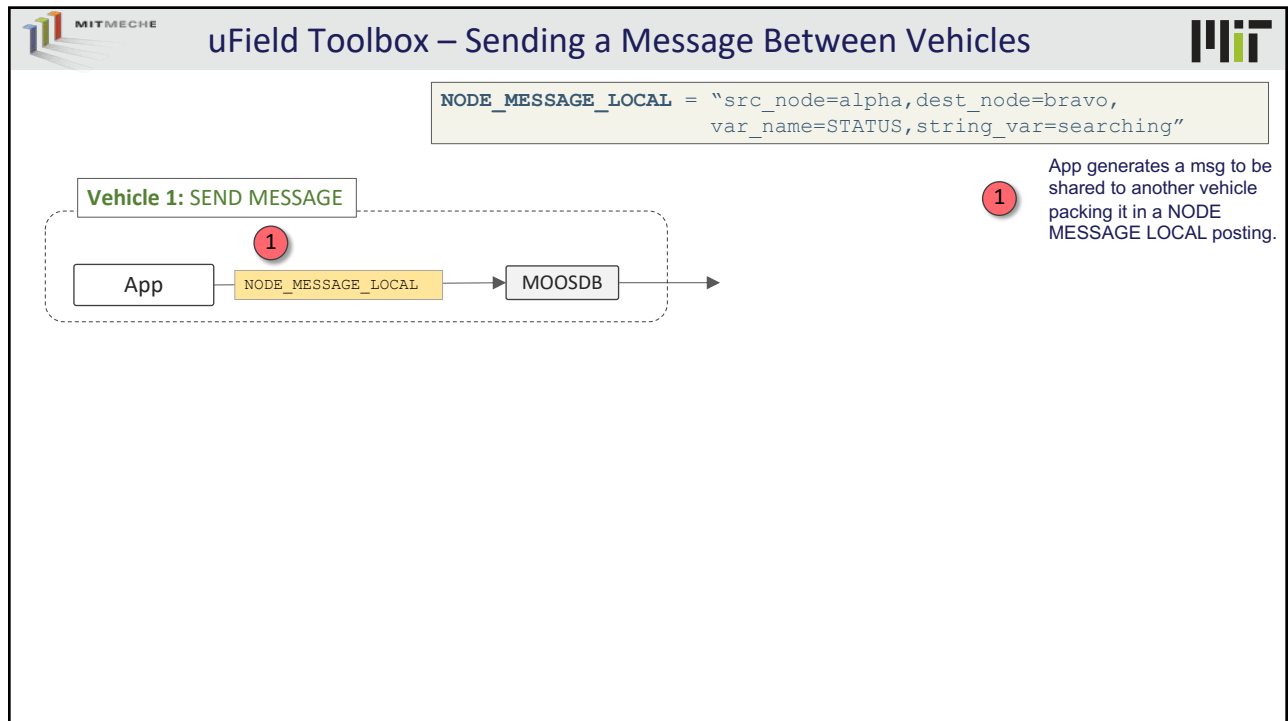 MITMECHE
uField Toolbox – Sending a Message Between Vehicles
MIT
NODE_MESSAGE_LOCAL = “src_node=alpha,dest_node=bravo,
var_name=STATUS,string_var=searching”
Vehicle 1: SEND MESSAGE
1
App
NODE_MESSAGE_LOCAL
MOOSDB
1
App generates a msg to be
shared to another vehicle
packing it in a NODE
MESSAGE LOCAL posting.